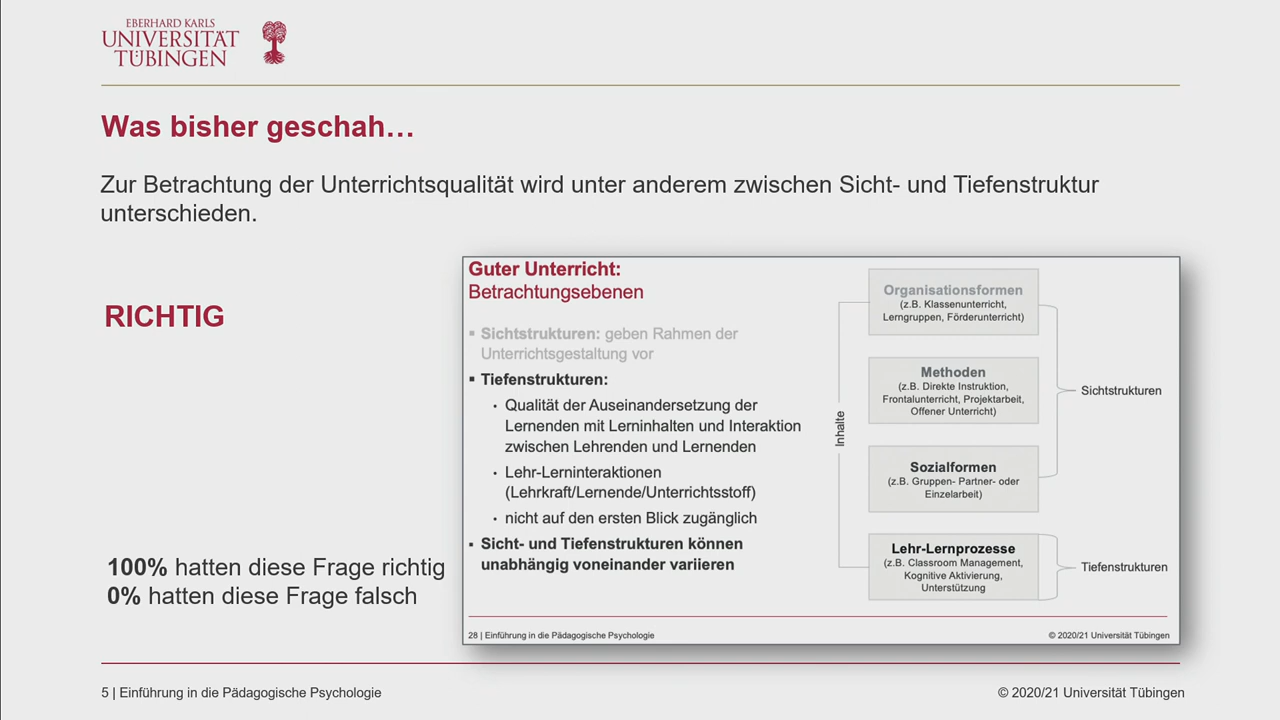 EBERHARD KARLS
UNIVERSITÄT
TÜBINGEN
Was bisher geschah…
Zur Betrachtung der Unterrichtsqualität wird unter anderem zwischen Sicht- und Tiefenstruktur
unterschieden.
RICHTIG
100% hatten diese Frage richtig
0% hatten diese Frage falsch
Guter Unterricht:
Betrachtungsebenen
▪ Sichtstrukturen: geben Rahmen der
Unterrichtsgestaltung vor
▪ Tiefenstrukturen:
• Qualität der Auseinandersetzung der
Lernenden mit Lerninhalten und Interaktion
zwischen Lehrenden und Lernenden
• Lehr-Lerninteraktionen
(Lehrkraft/Lernende/Unterrichtsstoff)
• nicht auf den ersten Blick zugänglich
▪ Sicht- und Tiefenstrukturen können
unabhängig voneinander variieren
Inhalte
Organisationsformen
(z.B. Klassenunterricht,
Lerngruppen, Förderunterricht)
Methoden
(z.B. Direkte Instruktion,
Frontalunterricht, Projektarbeit,
Offener Unterricht)
Sozialformen
(z.B. Gruppen- Partner- oder
Einzelarbeit)
Lehr-Lernprozesse
(z.B. Classroom Management,
Kognitive Aktivierung,
Unterstützung)
Sichtstrukturen
Tiefenstrukturen
28 | Einführung in die Pädagogische Psychologie
© 2020/21 Universität Tübingen
5 | Einführung in die Pädagogische Psychologie
© 2020/21 Universität Tübingen